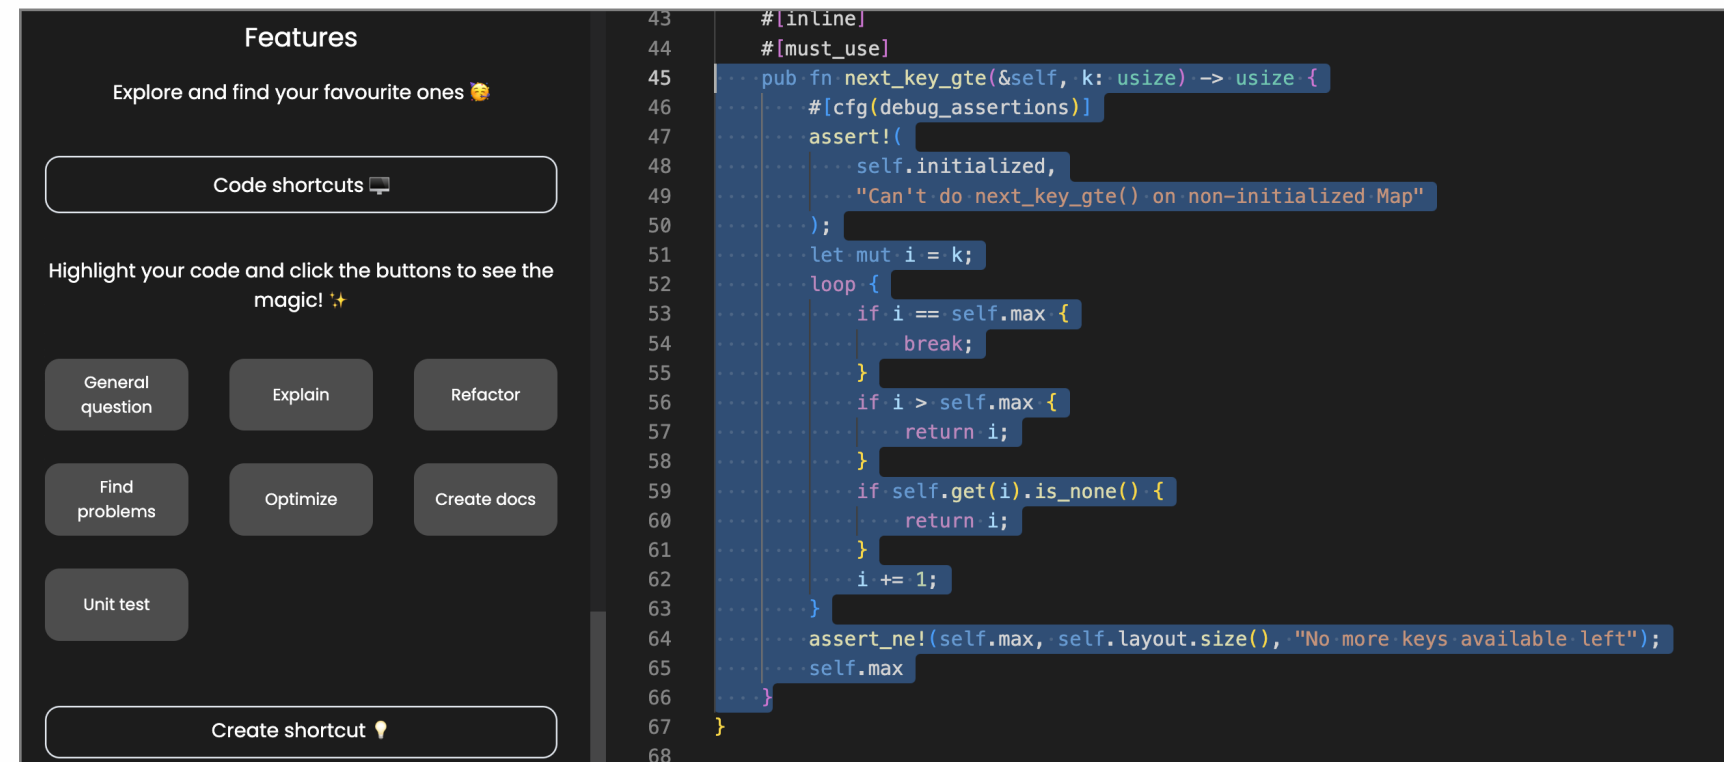 Features
Explore and find your favourite ones 🥳
Code shortcuts 🖥️
Highlight your code and click the buttons to see the
magic! ✨
General
question
Explain
Refactor
Find
problems
Optimize
Create docs
Unit test
Create shortcut 💡
43 #[inline]
44 #[must_use]
45 pub fn next_key_gte(&self, k: usize) -> usize {
46 #[cfg(debug_assertions)]
47 assert!(
48 self.initialized,
49 "Can't do next_key_gte() on non-initialized Map"
50 );
51 let mut i = k;
52 loop {
53 if i == self.max {
54 break;
55 }
56 if i > self.max {
57 return i;
58 }
59 if self.get(i).is_none() {
60 return i;
61 }
62 i += 1;
63 }
64 assert_ne!(self.max, self.layout.size(), "No more keys available left");
65 self.max
66 }
67 }
68